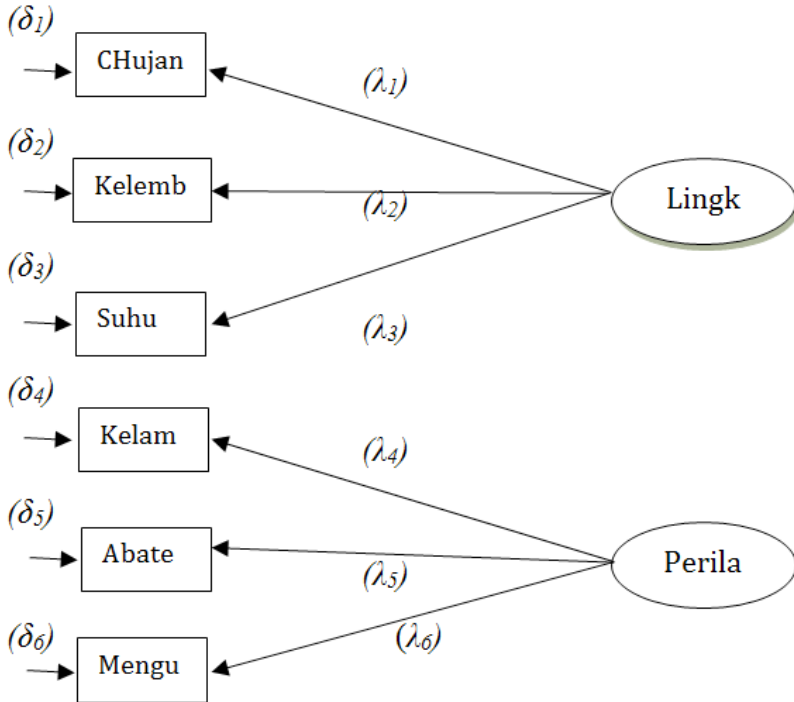 (δ1)
CHujan
(λ1)
(δ2)
Kelemb
(λ2)
Lingk
(δ3)
Suhu
(λ3)
(δ4)
Kelam
(λ4)
(δ5)
Abate
(λ5)
Perila
(δ6)
Mengu
(λ6)